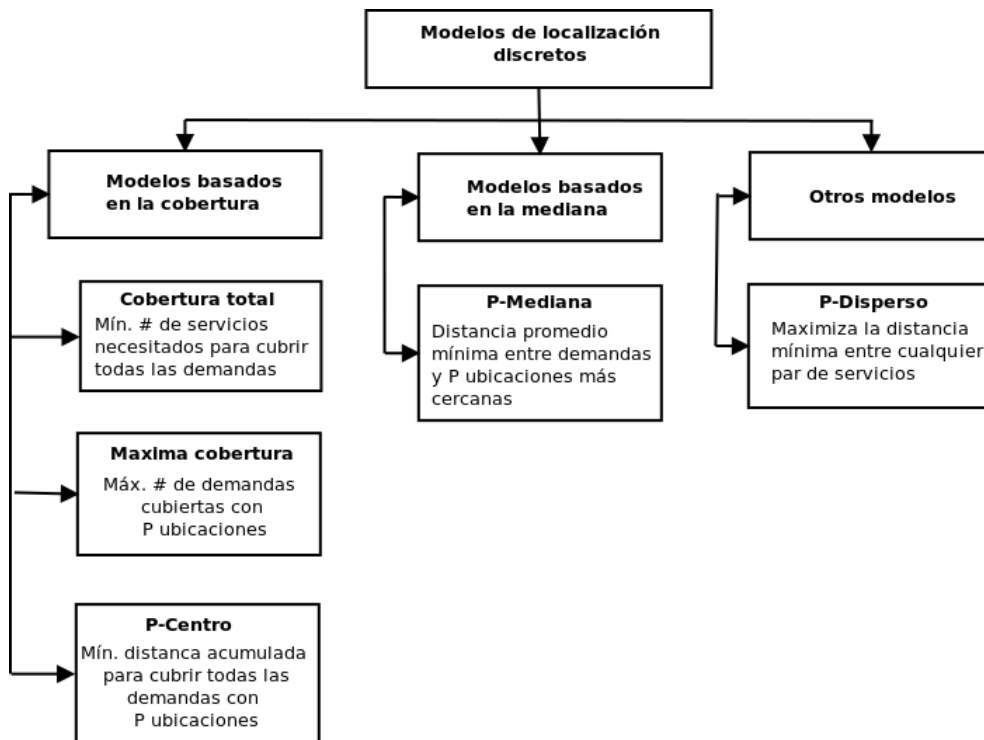 Modelos de localización
discretos
Modelos basados
en la cobertura
Modelos basados
en la mediana
Otros modelos
Cobertura total
Mín. # de servicios
necesitados para cubrir
todas las demandas
P-Mediana
Distancia promedio
mínima entre demandas
y P ubicaciones más
cercanas
P-Disperso
Maximiza la distancia
mínima entre cualquier
par de servicios
Maxima cobertura
Máx. # de demandas
cubiertas con
P ubicaciones
P-Centro
Mín. distanca acumulada
para cubrir todas las
demandas con
P ubicaciones